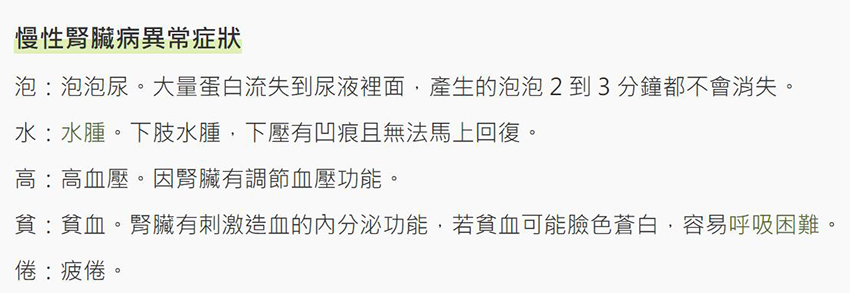 慢性腎臟病異常症狀
泡：泡泡尿。大量蛋白流失到尿液裡面，產生的泡泡 2 到 3 分鐘都不會消失。
水：水腫。下肢水腫，下壓有凹痕且無法馬上回復。
高：高血壓。因腎臟有調節血壓功能。
貧：貧血。腎臟有刺激造血的內分泌功能，若貧血可能臉色蒼白，容易呼吸困難。
倦：疲倦。